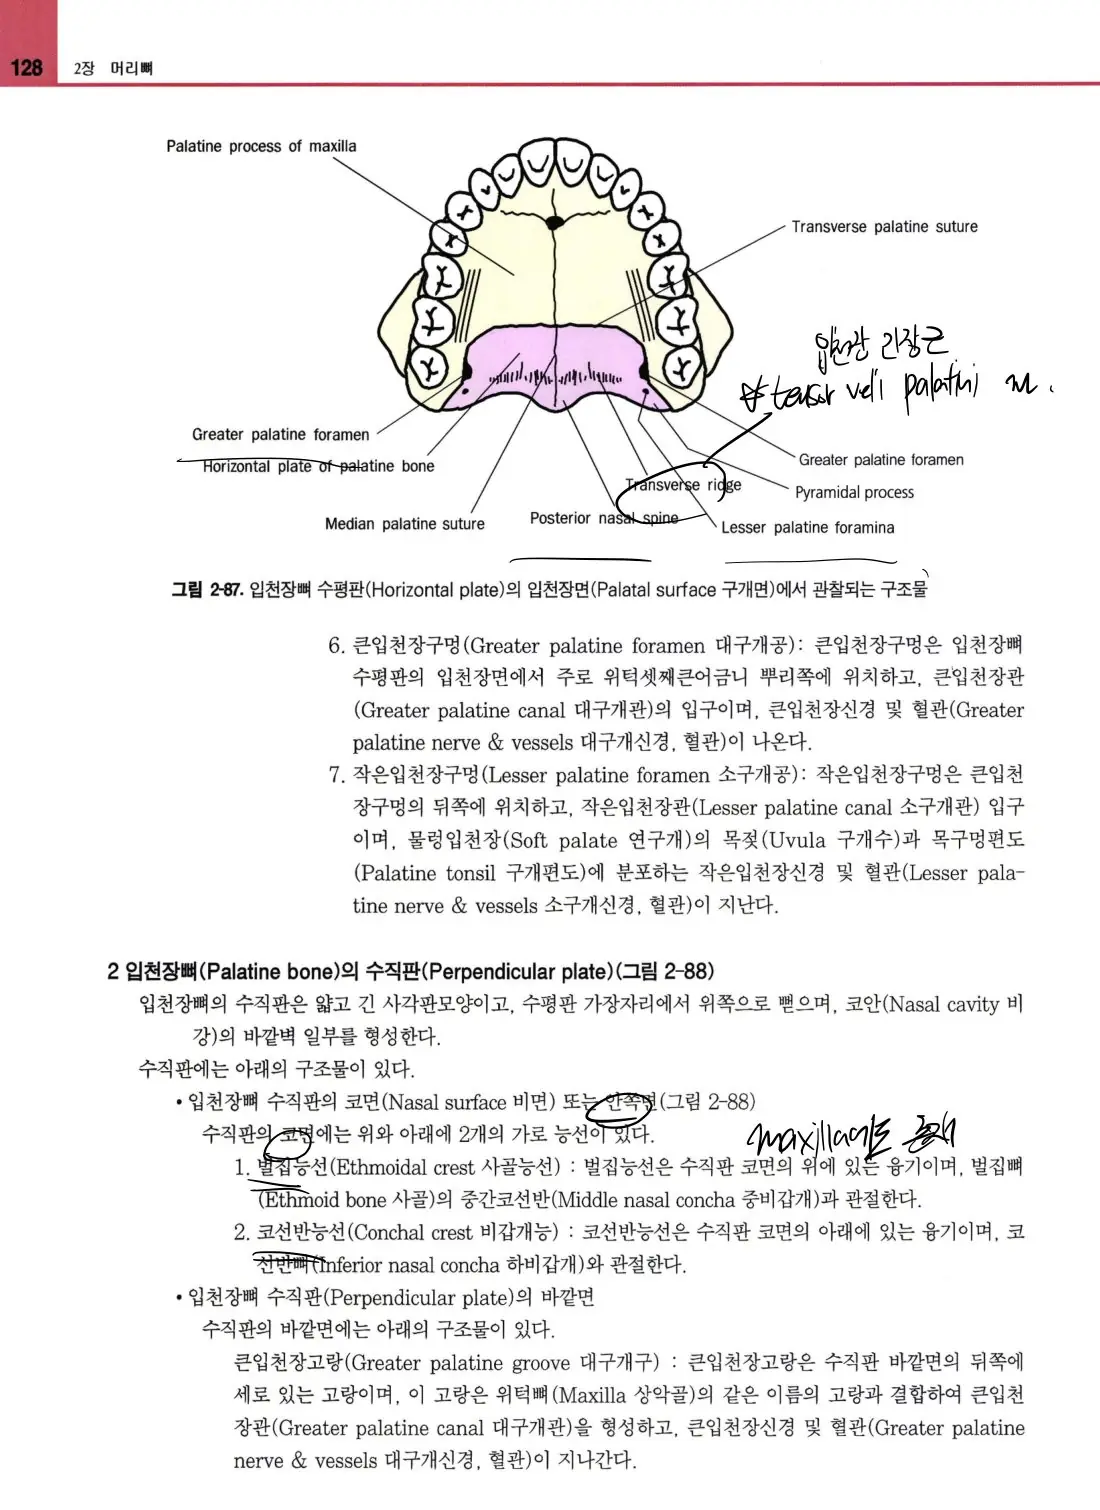 128 2장 머리뼈
Palatine process of maxilla
Transverse palatine suture
입천장 긴장근
tensor veli palatini m.
Greater palatine foramen
Horizontal plate of palatine bone
Greater palatine foramen
Transverse ridge
Pyramidal process
Median palatine suture
Posterior nasal spine
Lesser palatine foramina
그림 2-87. 입천장뼈 수평판(Horizontal plate)의 입천장면(Palatal surface 구개면)에서 관찰되는 구조물
6. 큰입천장구멍(Greater palatine foramen 대구개공): 큰입천장구멍은 입천장뼈
수평판의 입천장면에서 주로 위턱셋째큰어금니 뿌리쪽에 위치하고, 큰입천장관
(Greater palatine canal 대구개관)의 입구이며, 큰입천장신경 및 혈관(Greater
palatine nerve & vessels 대구개신경, 혈관)이 나온다.
7. 작은입천장구멍(Lesser palatine foramen 소구개공): 작은입천장구멍은 큰입천
장구멍의 뒤쪽에 위치하고, 작은입천장관(Lesser palatine canal 소구개관) 입구
이며, 물렁입천장(Soft palate 연구개)의 목젖(Uvula 구개수)과 목구멍편도
(Palatine tonsil 구개편도)에 분포하는 작은입천장신경 및 혈관(Lesser pala-
tine nerve & vessels 소구개신경, 혈관)이 지난다.
2 입천장뼈(Palatine bone)의 수직판(Perpendicular plate)(그림 2-88)
입천장뼈의 수직판은 얇고 긴 사각판모양이고, 수평판 가장자리에서 위쪽으로 뻗으며, 코안(Nasal cavity 비
강)의 바깥벽 일부를 형성한다.
수직판에는 아래의 구조물이 있다.
• 입천장뼈 수직판의 코면(Nasal surface 비면) 또는 안쪽면(그림 2-88)
수직판의 코면에는 위와 아래에 2개의 가로 능선이 있다.
maxilla에도 존재
1. 벌집능선(Ethmoidal crest 사골능선) : 벌집능선은 수직판 코면의 위에 있는 융기이며, 벌집뼈
(Ethmoid bone 사골)의 중간코선반(Middle nasal concha 중비갑개)과 관절한다.
2. 코선반능선(Conchal crest 비갑개능) : 코선반능선은 수직판 코면의 아래에 있는 융기이며, 코
선반뼈(Inferior nasal concha 하비갑개)와 관절한다.
• 입천장뼈 수직판(Perpendicular plate)의 바깥면
수직판의 바깥면에는 아래의 구조물이 있다.
큰입천장고랑(Greater palatine groove 대구개구) : 큰입천장고랑은 수직판 바깥면의 뒤쪽에
세로 있는 고랑이며, 이 고랑은 위턱뼈(Maxilla 상악골)의 같은 이름의 고랑과 결합하여 큰입천
장관(Greater palatine canal 대구개관)을 형성하고, 큰입천장신경 및 혈관(Greater palatine
nerve & vessels 대구개신경, 혈관)이 지나간다.